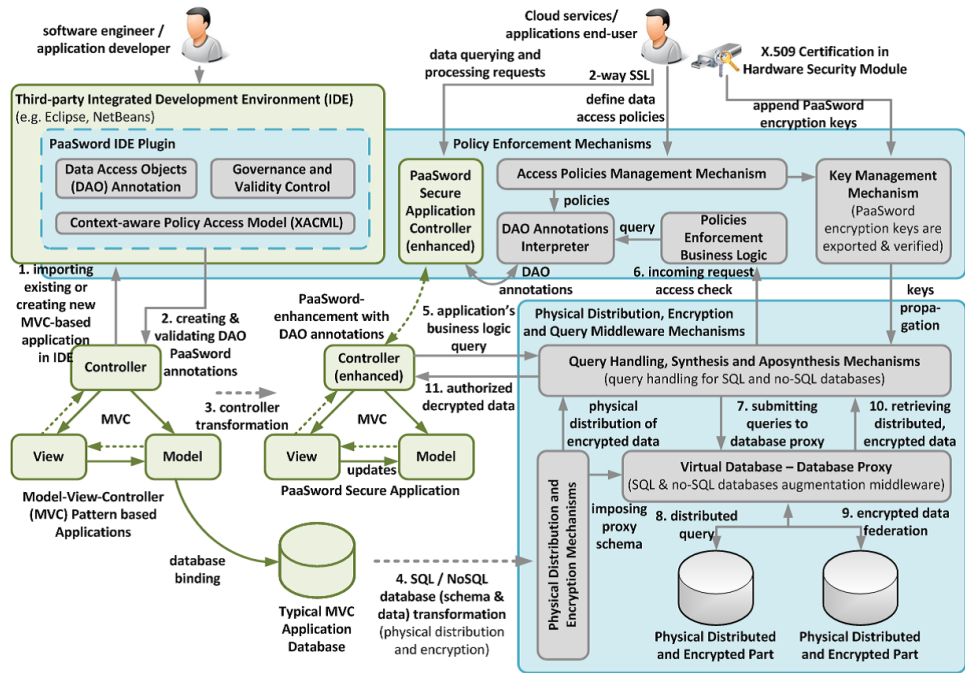 software engineer /
application developer
Cloud services/
applications end-user
X.509 Certification in
Hardware Security Module
data querying and
processing requests
2-way SSL
define data
access policies
append PaaSword
encryption keys
Third-party Integrated Development Environment (IDE)
(e.g. Eclipse, NetBeans)
PaaSword IDE Plugin
Data Access Objects
(DAO) Annotation
Governance and
Validity Control
Context-aware Policy Access Model (XACML)
Policy Enforcement Mechanisms
PaaSword
Secure
Application
Controller
(enhanced)
Access Policies Management Mechanism
policies
DAO Annotations
Interpreter
query
Policies
Enforcement
Business Logic
Key Management
Mechanism
(PaaSword
encryption keys are
exported & verified)
DAO
annotations
6. incoming request
access check
keys
propa-
gation
1. importing
existing or
creating new
MVC-based
application
in IDE
2. creating &
validating DAO
PaaSword
annotations
PaaSword-
enhancement with
DAO annotations
5. application's
business logic
query
Controller
MVC
View
Model
Model-View-Controller
(MVC) Pattern based
Applications
3. controller
transformation
Controller
(enhanced)
MVC
View
updates
Model
PaaSword Secure Application
11. authorized
decrypted data
Physical Distribution, Encryption
and Query Middleware Mechanisms
Query Handling, Synthesis and Aposynthesis Mechanisms
(query handling for SQL and no-SQL databases)
physical
distribution of
encrypted data
7. submitting
queries to
database proxy
10. retrieving
distributed,
encrypted data
Virtual Database – Database Proxy
(SQL & no-SQL databases augmentation middleware)
Physical Distribution and
Encryption Mechanisms
imposing
proxy
schema
8. distributed
query
9. encrypted data
federation
Physical Distributed
and Encrypted Part
Physical Distributed
and Encrypted Part
database
binding
Typical MVC
Application
Database
4. SQL / NoSQL
database (schema &
data) transformation
(physical distribution
and encryption)